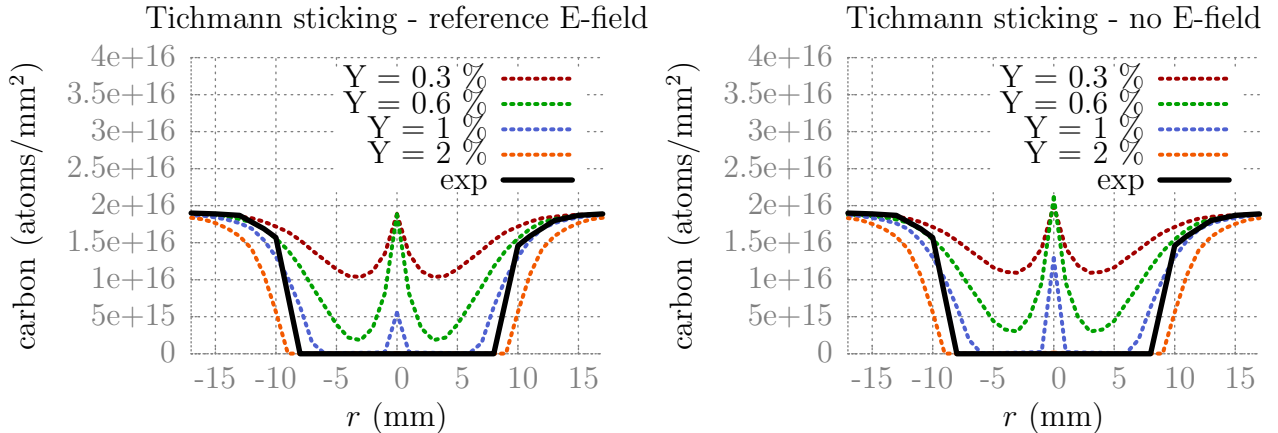 Tichmann sticking - reference E-field
carbon (atoms/mm²)
4e+16
3.5e+16
3e+16
2.5e+16
2e+16
1.5e+16
1e+16
5e+15
0
Y = 0.3 %
Y = 0.6 %
Y = 1 %
Y = 2 %
exp
-15 -10 -5 0 5 10 15
r (mm)
Tichmann sticking - no E-field
carbon (atoms/mm²)
4e+16
3.5e+16
3e+16
2.5e+16
2e+16
1.5e+16
1e+16
5e+15
0
Y = 0.3 %
Y = 0.6 %
Y = 1 %
Y = 2 %
exp
-15 -10 -5 0 5 10 15
r (mm)